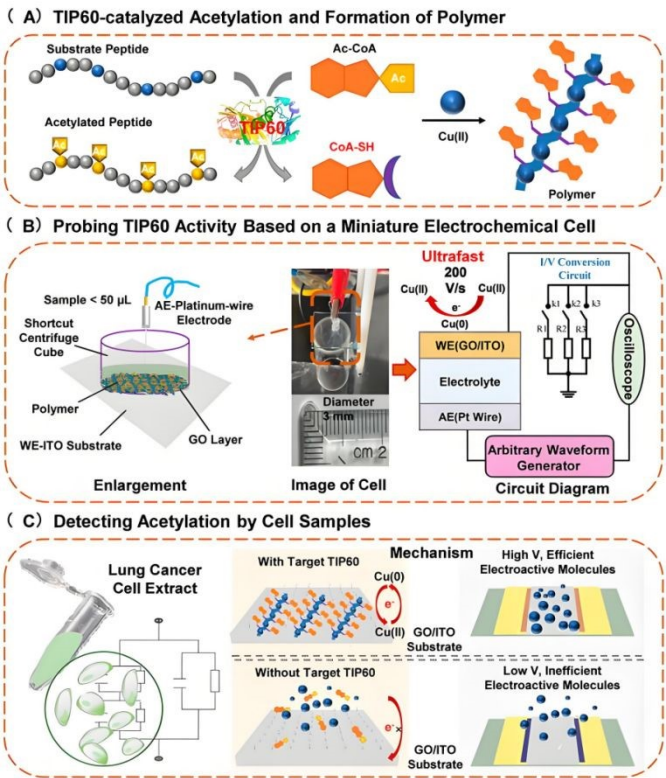 ( A) TIP60-catalyzed Acetylation and Formation of Polymer
Substrate Peptide
Ac-CoA
Ac
TIP60
Acetylated Peptide
Ac Ac Ac Ac
CoA-SH
Cu(II)
Polymer
( B) Probing TIP60 Activity Based on a Miniature Electrochemical Cell
Sample < 50 µL
AE-Platinum-wire
Electrode
Shortcut
Centrifuge
Cube
Polymer
WE-ITO Substrate
GO Layer
Enlargement
Diameter
3 mm
cm 2
Image of Cell
Ultrafast
200
V/s
Cu(II)
Cu(II)
e-
Cu(0)
WE(GO/ITO)
Electrolyte
AE(Pt Wire)
I/V Conversion
Circuit
k1 k2 k3
R1 R2 R3
Oscilloscope
Arbitrary Waveform
Generator
Circuit Diagram
( C) Detecting Acetylation by Cell Samples
Lung Cancer
Cell Extract
Mechanism
With Target TIP60
Cu(0)
e-
Cu(II)
GO/ITO
Substrate
High V, Efficient
Electroactive Molecules
Without Target TIP60
e- ×
GO/ITO
Substrate
Low V, Inefficient
Electroactive Molecules